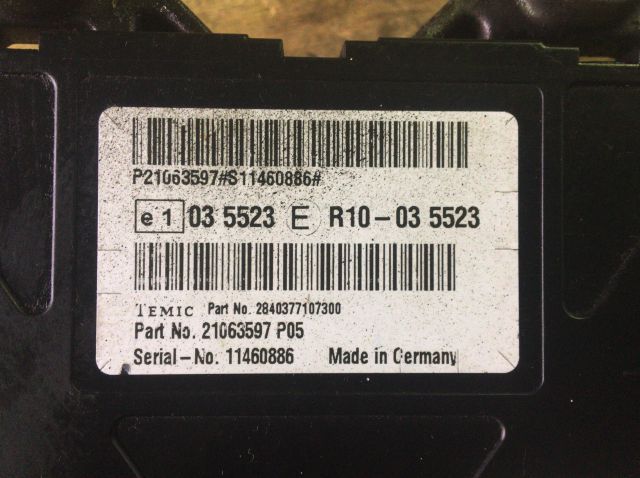 P21063597#S11460886#
e1 03 5523 E R10-03 5523
TEMIC Part No. 2840377107300
Part No. 21063597 P05
Serial-No. 11460886 Made in Germany